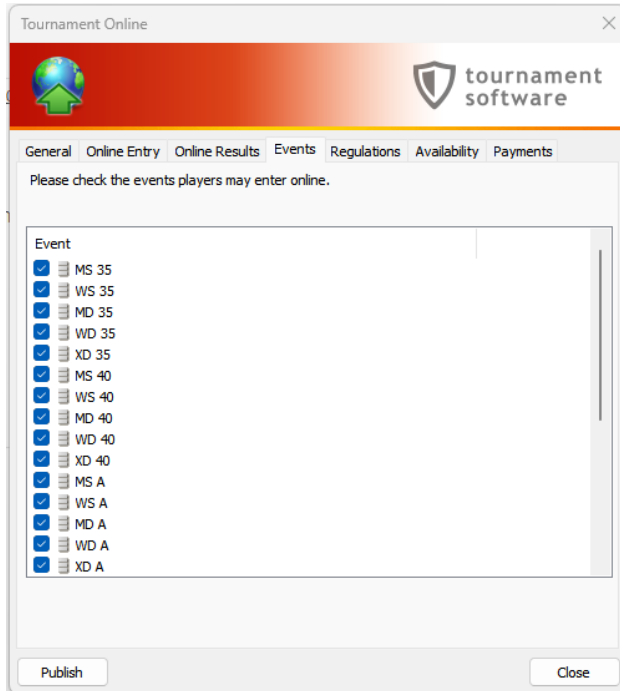 Tournament Online
tournament
software
General Online Entry Online Results Events Regulations Availability Payments
Please check the events players may enter online.
Event
MS 35
WS 35
MD 35
WD 35
XD 35
MS 40
WS 40
MD 40
WD 40
XD 40
MS A
WS A
MD A
WD A
XD A
Publish Close